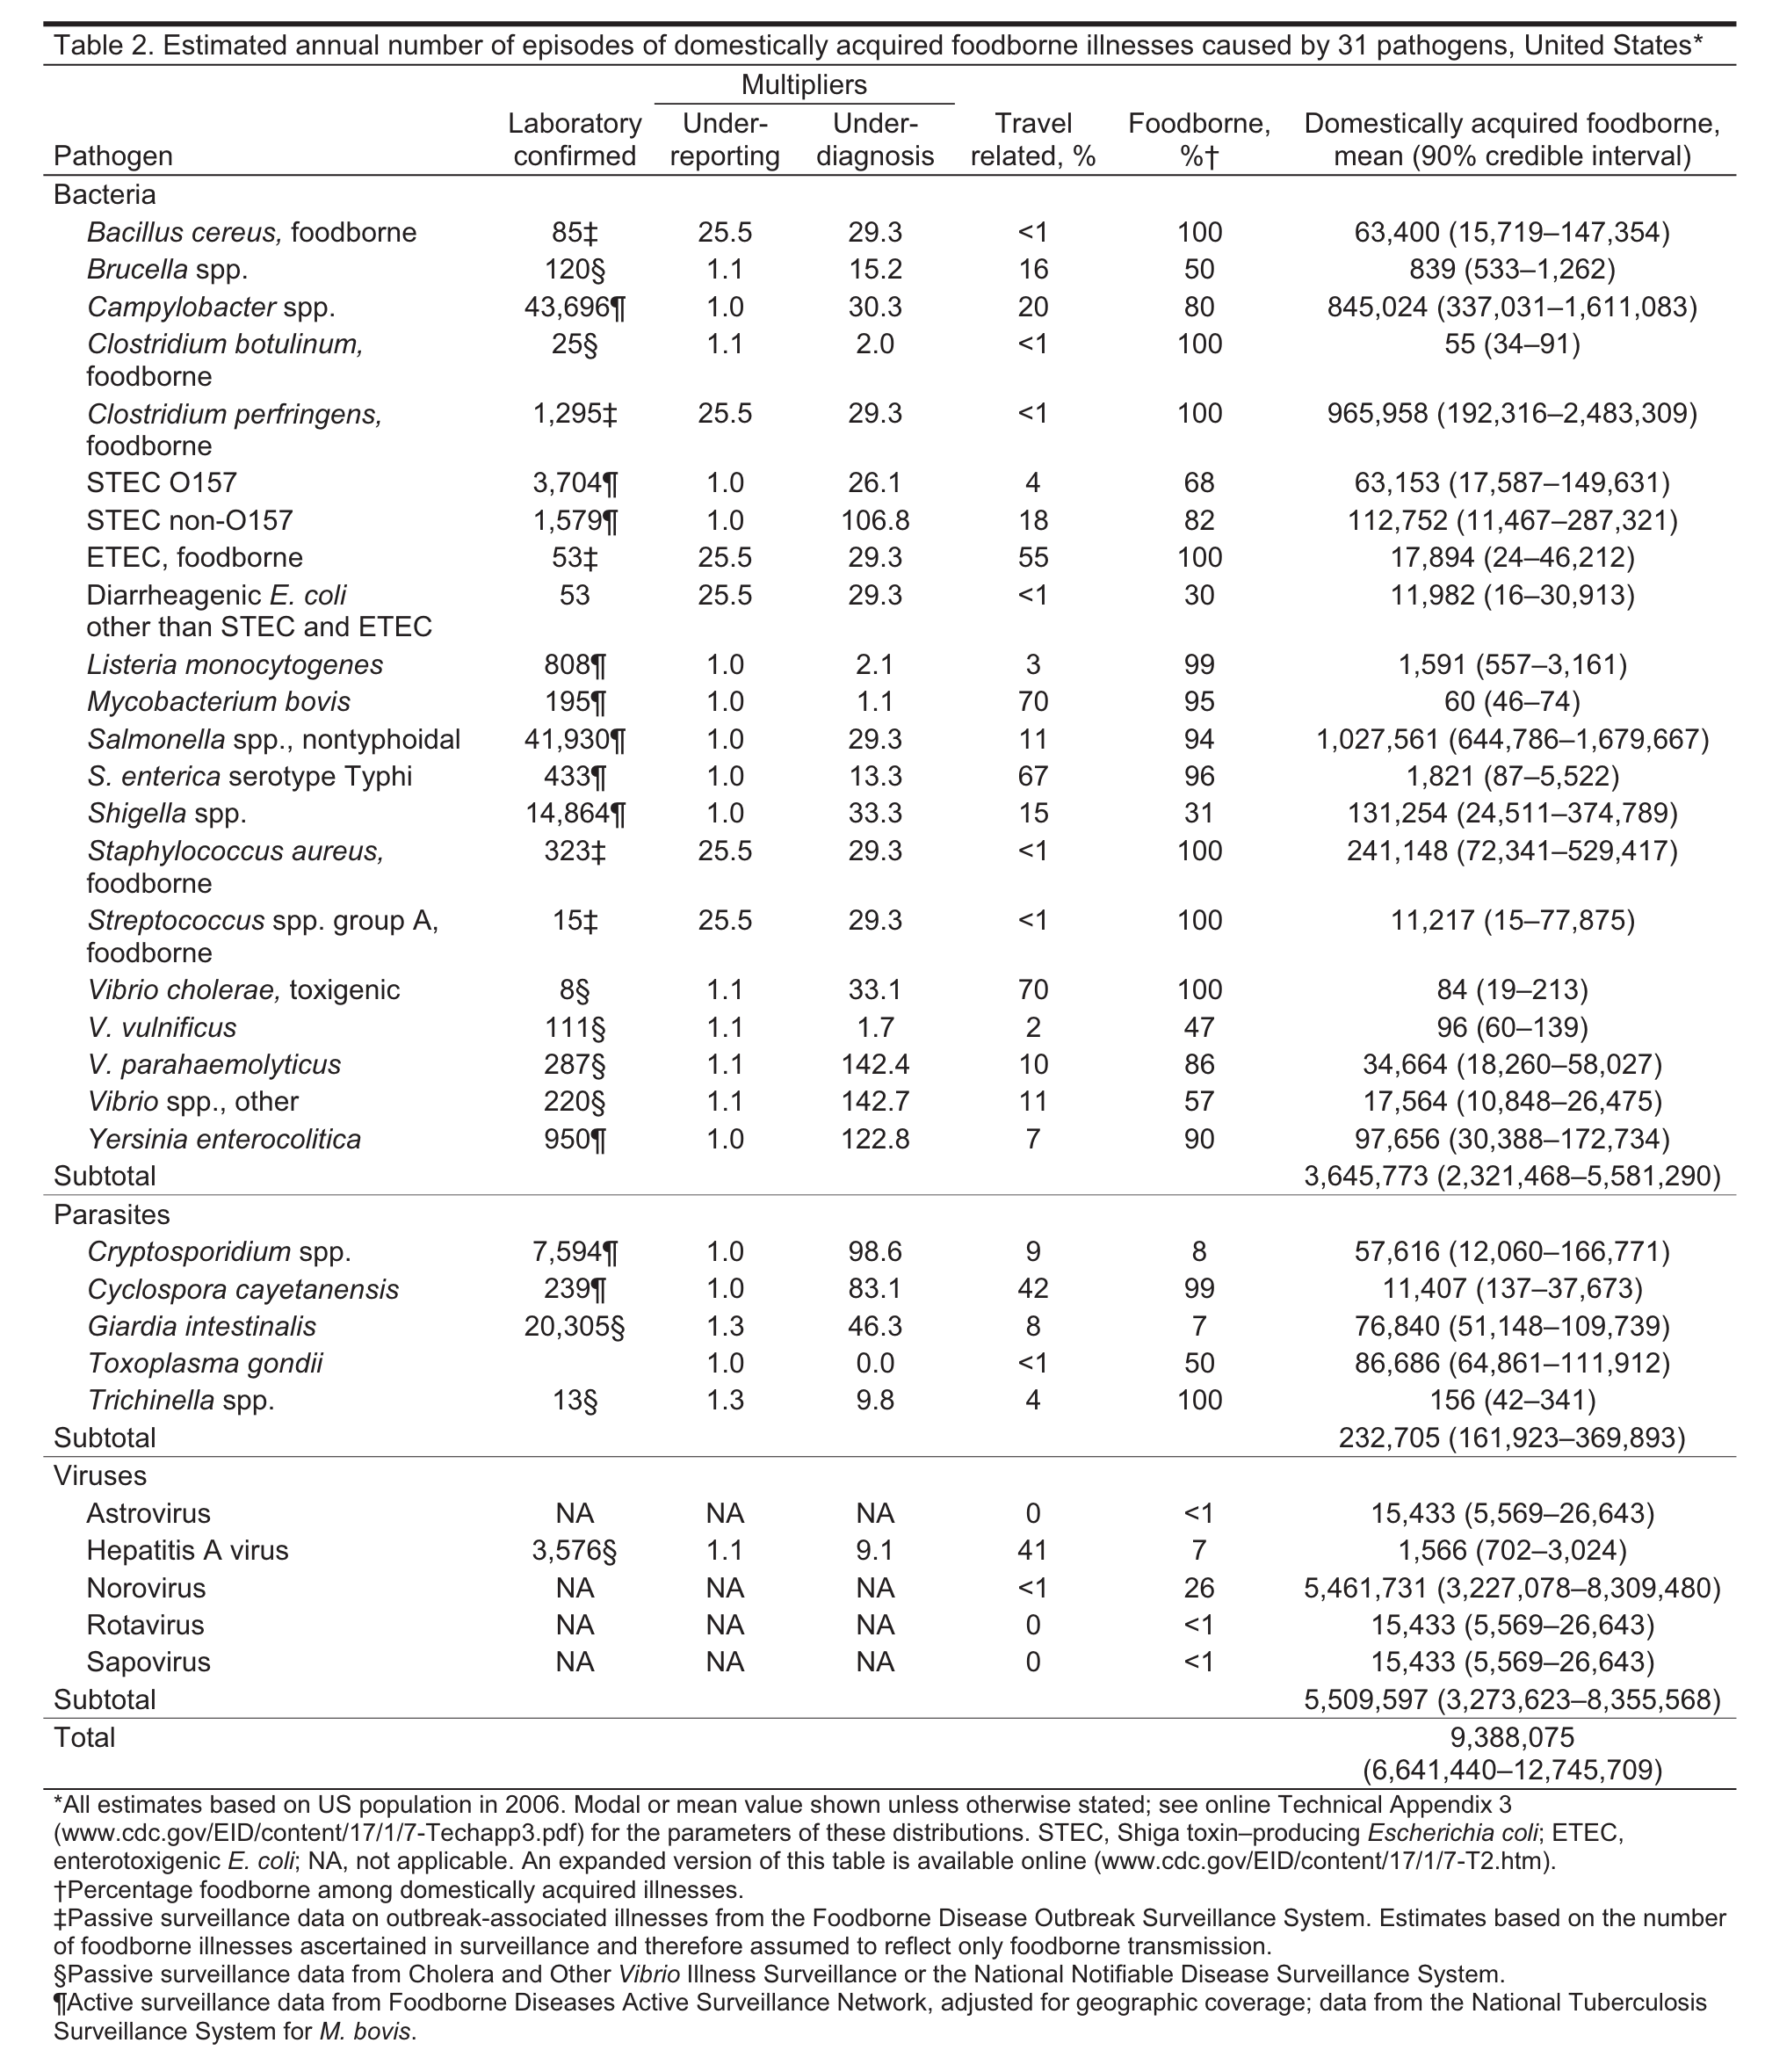 Table 2. Estimated annual number of episodes of domestically acquired foodborne illnesses caused by 31 pathogens, United States*
Multipliers
Pathogen Laboratory confirmed Under-reporting Under-diagnosis Travel related, % Foodborne, %† Domestically acquired foodborne, mean (90% credible interval)
Bacteria
Bacillus cereus, foodborne 85‡ 25.5 29.3 <1 100 63,400 (15,719–147,354)
Brucella spp. 120§ 1.1 15.2 16 50 839 (533–1,262)
Campylobacter spp. 43,696¶ 1.0 30.3 20 80 845,024 (337,031–1,611,083)
Clostridium botulinum, 25§ 1.1 2.0 <1 100 55 (34–91)
foodborne
Clostridium perfringens, 1,295‡ 25.5 29.3 <1 100 965,958 (192,316–2,483,309)
foodborne
STEC O157 3,704¶ 1.0 26.1 4 68 63,153 (17,587–149,631)
STEC non-O157 1,579¶ 1.0 106.8 18 82 112,752 (11,467–287,321)
ETEC, foodborne 53‡ 25.5 29.3 55 100 17,894 (24–46,212)
Diarrheagenic E. coli 53 25.5 29.3 <1 30 11,982 (16–30,913)
other than STEC and ETEC
Listeria monocytogenes 808¶ 1.0 2.1 3 99 1,591 (557–3,161)
Mycobacterium bovis 195¶ 1.0 1.1 70 95 60 (46–74)
Salmonella spp., nontyphoidal 41,930¶ 1.0 29.3 11 94 1,027,561 (644,786–1,679,667)
S. enterica serotype Typhi 433¶ 1.0 13.3 67 96 1,821 (87–5,522)
Shigella spp. 14,864¶ 1.0 33.3 15 31 131,254 (24,511–374,789)
Staphylococcus aureus, 323‡ 25.5 29.3 <1 100 241,148 (72,341–529,417)
foodborne
Streptococcus spp. group A, 15‡ 25.5 29.3 <1 100 11,217 (15–77,875)
foodborne
Vibrio cholerae, toxigenic 8§ 1.1 33.1 70 100 84 (19–213)
V. vulnificus 111§ 1.1 1.7 2 47 96 (60–139)
V. parahaemolyticus 287§ 1.1 142.4 10 86 34,664 (18,260–58,027)
Vibrio spp., other 220§ 1.1 142.7 11 57 17,564 (10,848–26,475)
Yersinia enterocolitica 950¶ 1.0 122.8 7 90 97,656 (30,388–172,734)
Subtotal 3,645,773 (2,321,468–5,581,290)
Parasites
Cryptosporidium spp. 7,594¶ 1.0 98.6 9 8 57,616 (12,060–166,771)
Cyclospora cayetanensis 239¶ 1.0 83.1 42 99 11,407 (137–37,673)
Giardia intestinalis 20,305§ 1.3 46.3 8 7 76,840 (51,148–109,739)
Toxoplasma gondii 1.0 0.0 <1 50 86,686 (64,861–111,912)
Trichinella spp. 13§ 1.3 9.8 4 100 156 (42–341)
Subtotal 232,705 (161,923–369,893)
Viruses
Astrovirus NA NA NA 0 <1 15,433 (5,569–26,643)
Hepatitis A virus 3,576§ 1.1 9.1 41 7 1,566 (702–3,024)
Norovirus NA NA NA <1 26 5,461,731 (3,227,078–8,309,480)
Rotavirus NA NA NA 0 <1 15,433 (5,569–26,643)
Sapovirus NA NA NA 0 <1 15,433 (5,569–26,643)
Subtotal 5,509,597 (3,273,623–8,355,568)
Total 9,388,075
(6,641,440–12,745,709)
*All estimates based on US population in 2006. Modal or mean value shown unless otherwise stated; see online Technical Appendix 3
(www.cdc.gov/EID/content/17/1/7-Techapp3.pdf) for the parameters of these distributions. STEC, Shiga toxin–producing Escherichia coli; ETEC,
enterotoxigenic E. coli; NA, not applicable. An expanded version of this table is available online (www.cdc.gov/EID/content/17/1/7-T2.htm).
†Percentage foodborne among domestically acquired illnesses.
‡Passive surveillance data on outbreak-associated illnesses from the Foodborne Disease Outbreak Surveillance System. Estimates based on the number
of foodborne illnesses ascertained in surveillance and therefore assumed to reflect only foodborne transmission.
§Passive surveillance data from Cholera and Other Vibrio Illness Surveillance or the National Notifiable Disease Surveillance System.
¶Active surveillance data from Foodborne Diseases Active Surveillance Network, adjusted for geographic coverage; data from the National Tuberculosis
Surveillance System for M. bovis.